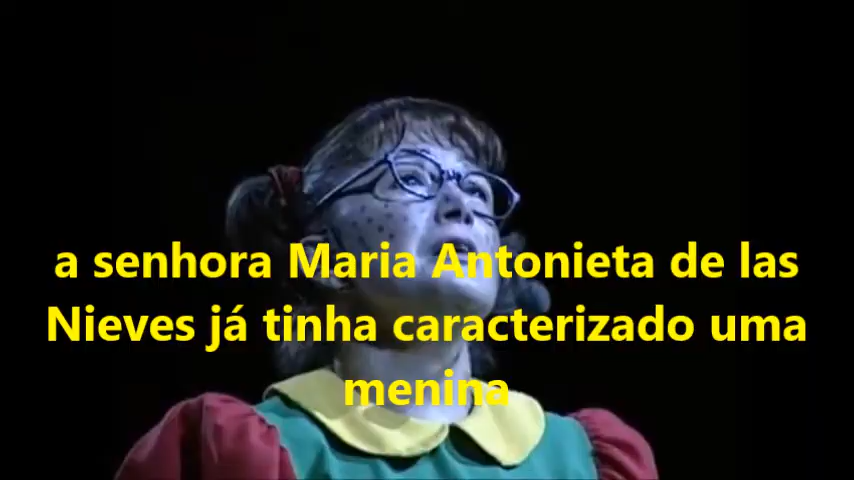 a senhora Maria Antonieta de las
Nieves já tinha caracterizado uma
menina